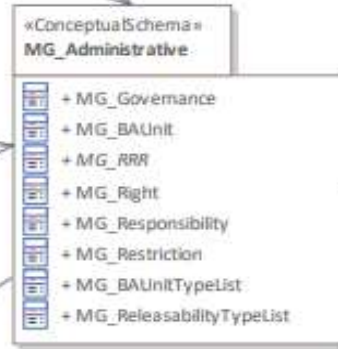 «ConceptualSchema»
MG_Administrative
+ MG_Governance
+ MG_BAUnit
+ MG_RRR
+ MG_Right
+ MG_Responsibility
+ MG_Restriction
+ MG_BAUnitTypeList
+ MG_ReleasabilityTypeList